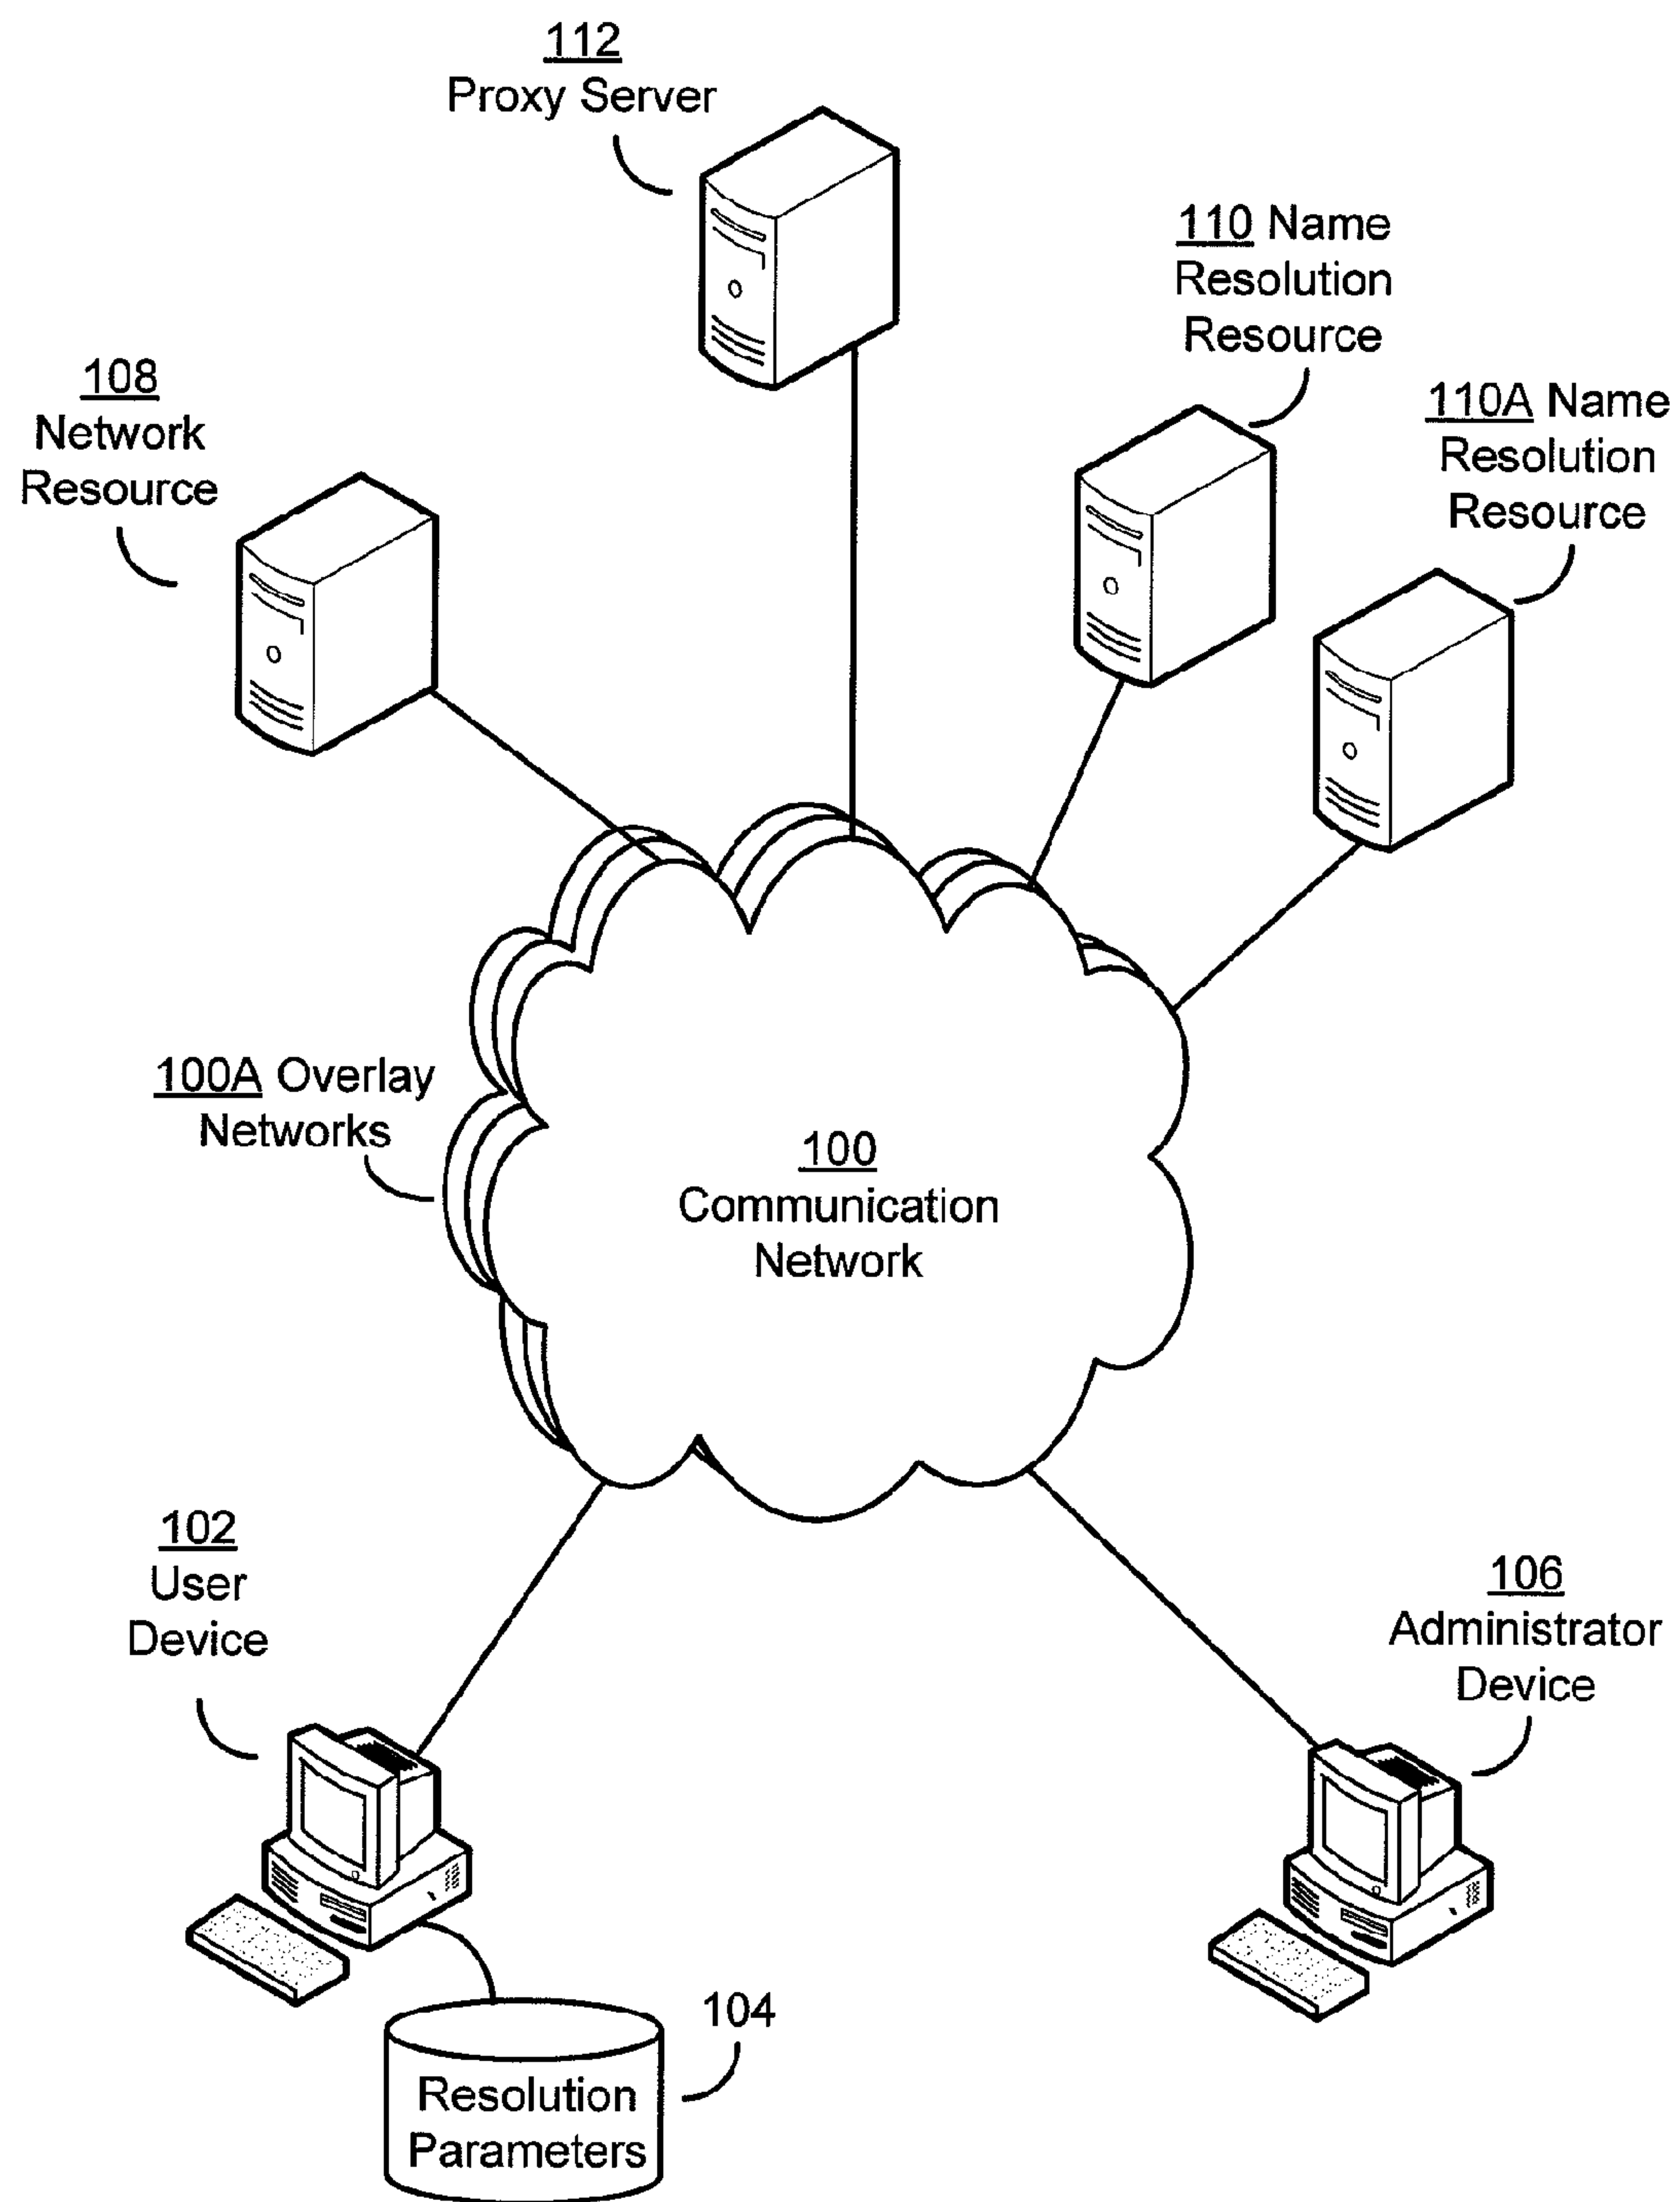 112
Proxy Server
110 Name
Resolution
Resource
108
Network
Resource
110A Name
Resolution
Resource
100A Overlay
Networks
100
Communication
Network
102
User
Device
106
Administrator
Device
104
Resolution
Parameters